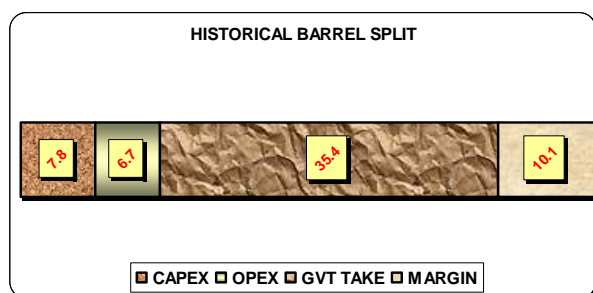 HISTORICAL BARREL SPLIT
7.8
6.7
35.4
10.1
CAPEX OPEX GVT TAKE MARGIN